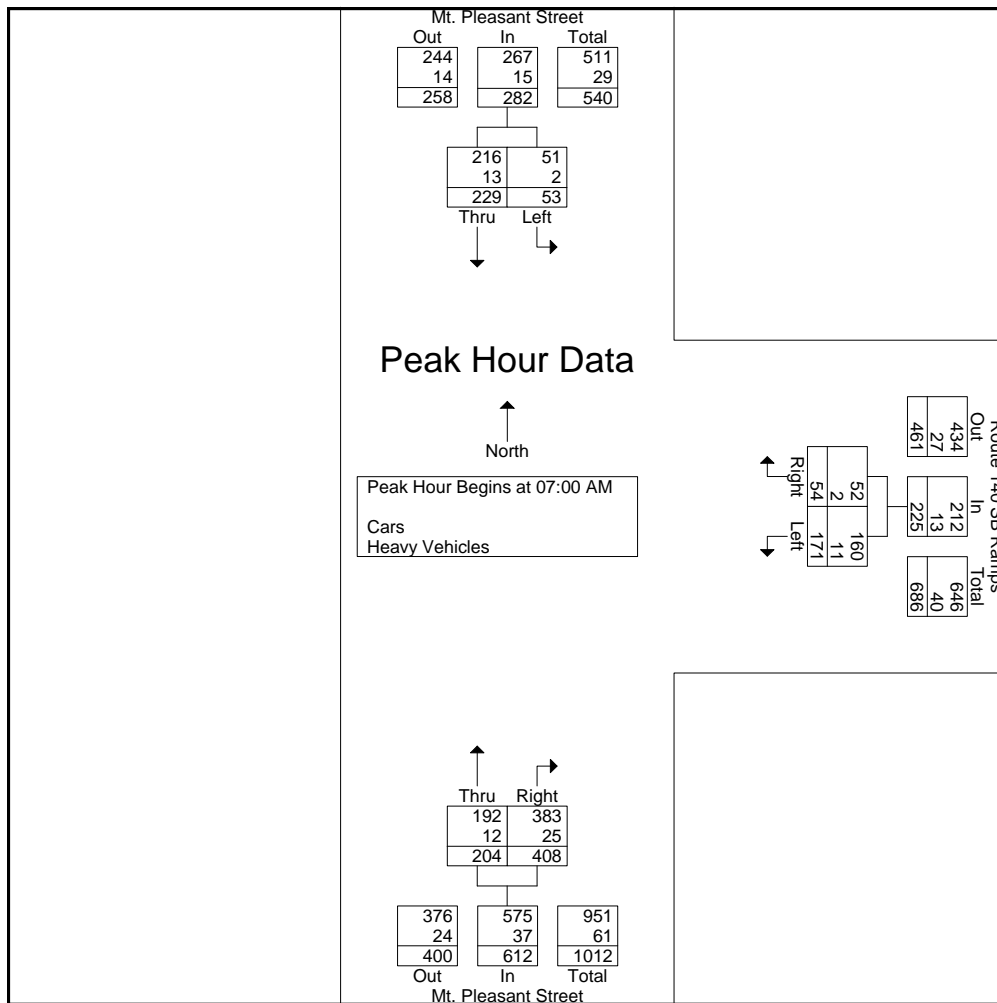 Mt. Pleasant Street
Out In Total
244 267 511
14 15 29
258 282 540
216 51
13 2
229 53
Thru Left
Peak Hour Data
North
Peak Hour Begins at 07:00 AM
Cars
Heavy Vehicles
Route 140 SB Ramps
Out In Total
434 212 646
27 13 40
461 225 686
52 160
2 11
54 171
Right Left
Thru Right
192 383
12 25
204 408
376 575 951
24 37 61
400 612 1012
Out In Total
Mt. Pleasant Street